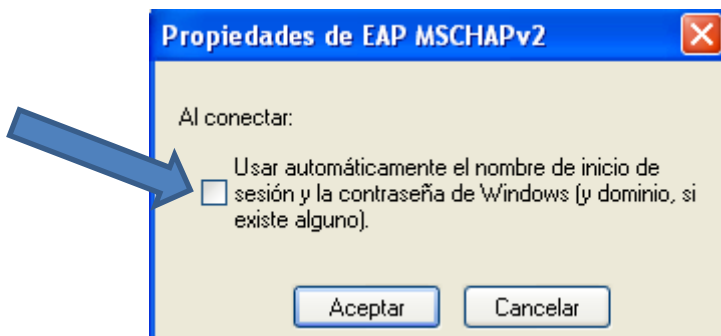 Propiedades de EAP MSCHAPv2
Al conectar:
Usar automáticamente el nombre de inicio de
sesión y la contraseña de Windows (y dominio, si
existe alguno).
Aceptar
Cancelar